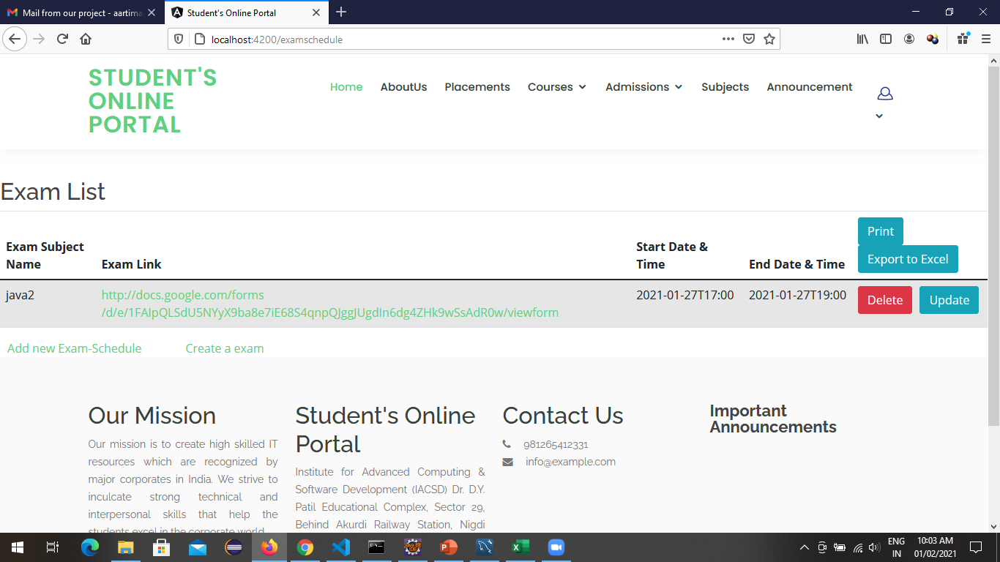 Mail from our project - aartima
Student's Online Portal
localhost:4200/examschedule
STUDENT'S
ONLINE
PORTAL
Home AboutUs Placements Courses Admissions Subjects Announcement
Exam List
Print
Exam Subject
Name
Exam Link
Start Date &
Time
End Date & Time
Export to Excel
java2
http://docs.google.com/forms
/d/e/1FAIpQLSdU5NYyX9ba8e7iE68S4qnpQJggJUgdIn6dg4ZHk9wSsAdR0w/viewform
2021-01-27T17:00
2021-01-27T19:00
Delete
Update
Add new Exam-Schedule
Create a exam
Our Mission
Our mission is to create high skilled IT
resources which are recognized by
major corporates in India. We strive to
inculcate strong technical and
interpersonal skills that help the
students excel in the corporate world.
Student's Online
Portal
Institute for Advanced Computing &
Software Development (IACSD) Dr. D.Y.
Patil Educational Complex, Sector 29,
Behind Akurdi Railway Station, Nigdi
Contact Us
981265412331
info@example.com
Important
Announcements
ENG
IN
10:03 AM
01/02/2021